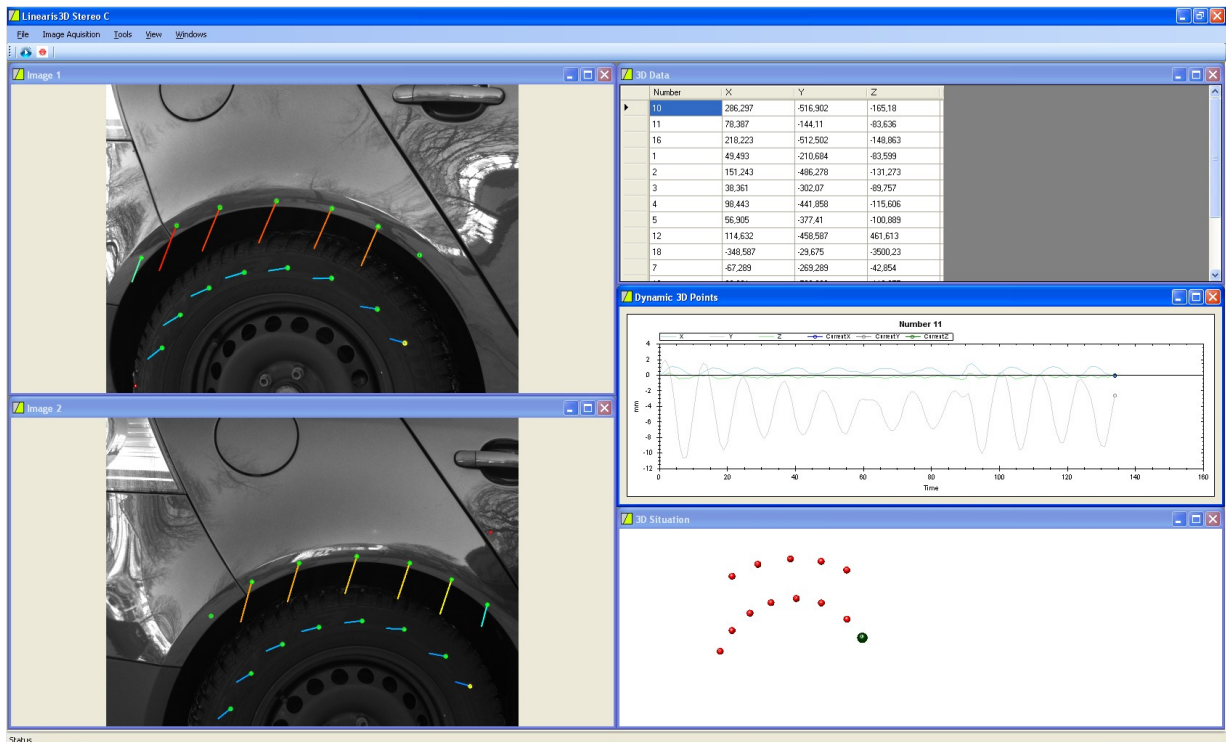 Linearis3D Stereo C
File Image Aquisition Tools View Windows
Image 1
3D Data
Number X Y Z
10 286,297 -516,902 -165,18
11 78,387 -144,11 -83,636
16 218,223 -512,502 -148,863
1 49,493 -210,684 -83,599
2 151,243 -486,278 -131,273
3 38,361 -302,07 -89,757
4 98,443 -441,858 -115,606
5 56,905 -377,41 -100,889
12 114,632 -458,587 461,613
18 -348,587 -29,675 -3500,23
7 -67,289 -269,289 -42,854
Dynamic 3D Points
Number 11
X Y Z CurrentX CurrentY CurrentZ
4
2
0
-2
-4
-6
-8
-10
-12
mm
0 20 40 60 80 100 120 140 160
Time
Image 2
3D Situation
Status